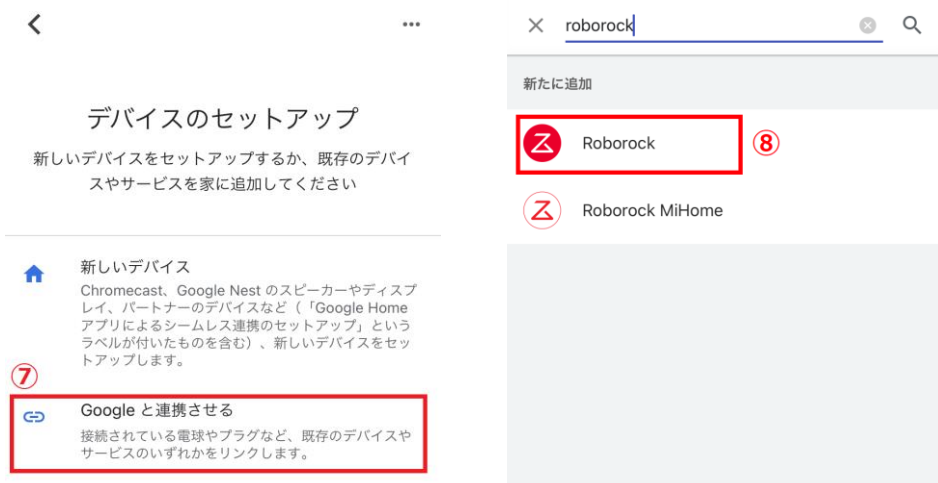 デバイスのセットアップ
新しいデバイスをセットアップするか、既存のデバイ
スやサービスを家に追加してください
新しいデバイス
Chromecast、Google Nest のスピーカーやディスプ
レイ、パートナーのデバイスなど（「Google Home
アプリによるシームレス連携のセットアップ」という
ラベルが付いたものを含む）、新しいデバイスをセッ
トアップします。
⑦
Google と連携させる
接続されている電球やプラグなど、既存のデバイスや
サービスのいずれかをリンクします。
roborock
新たに追加
Roborock
⑧
Roborock MiHome